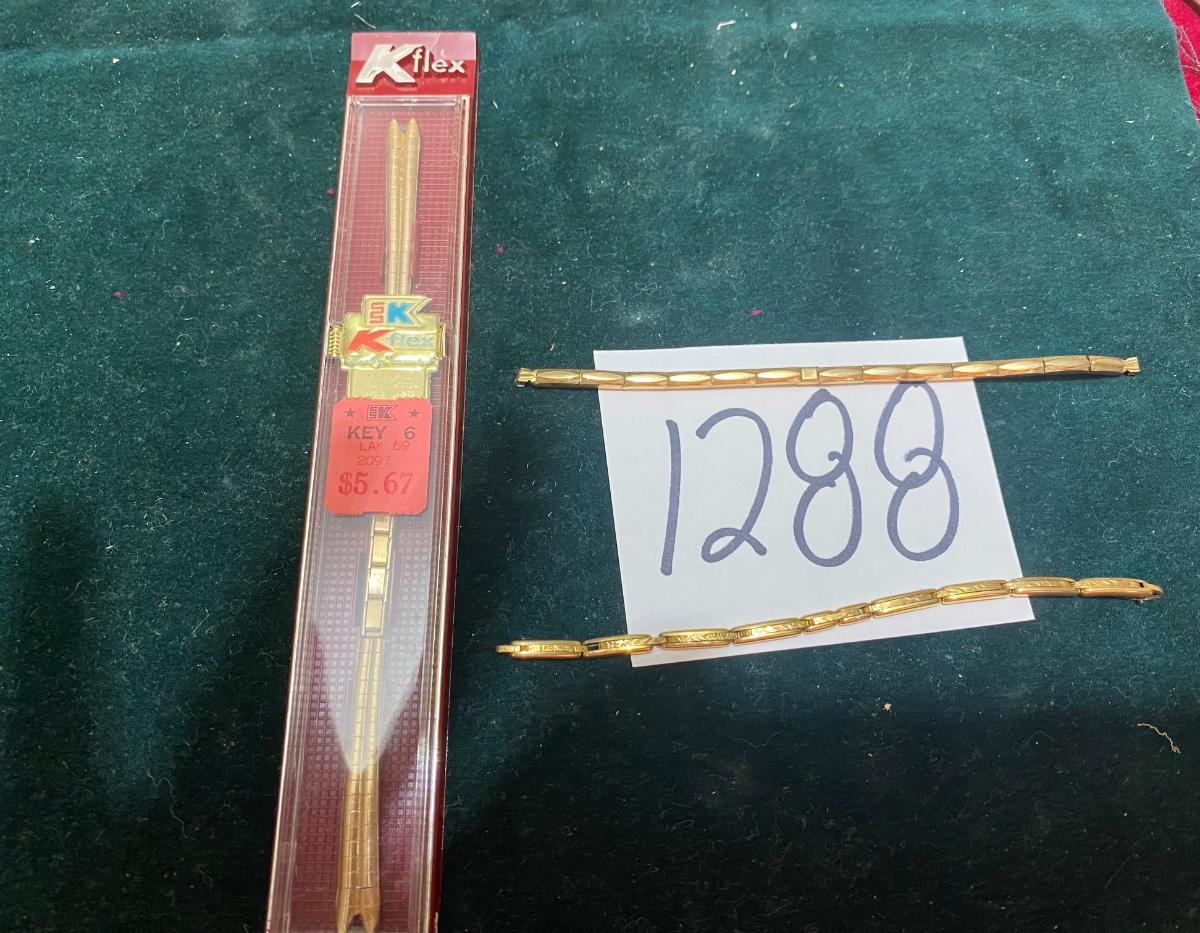 Kflex
K
Kflex
★ K ★
KEY 6
LAK 69
2097
$5.67
1288